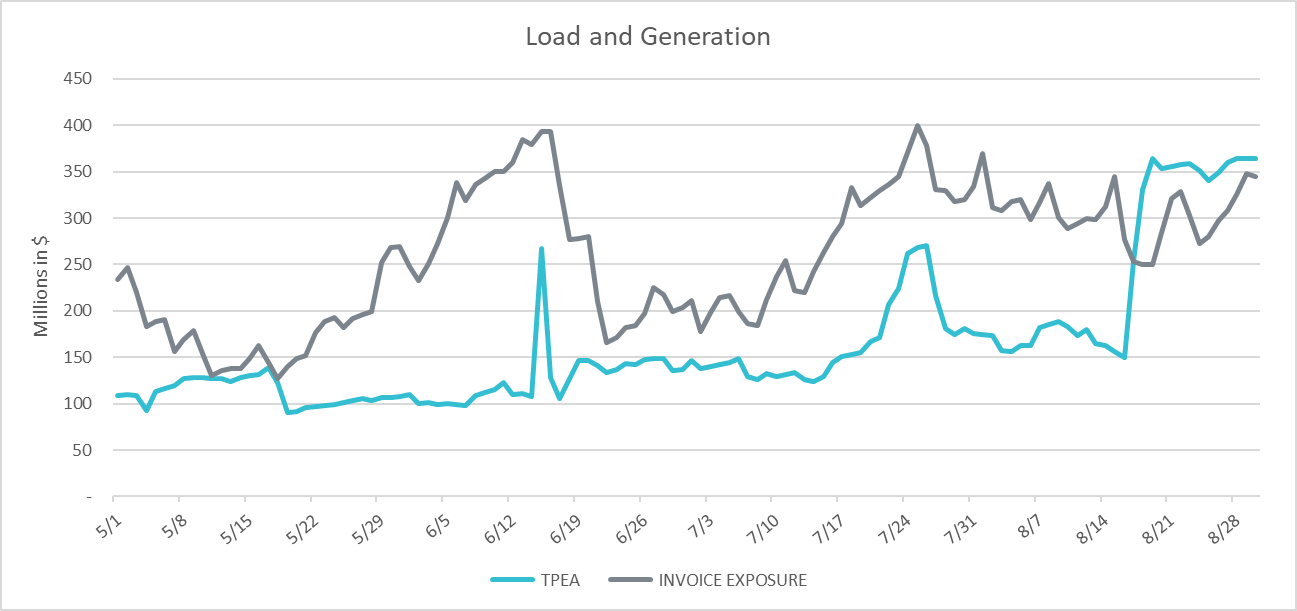 Load and Generation
Millions in $
450
400
350
300
250
200
150
100
50
-
5/1 5/8 5/15 5/22 5/29 6/5 6/12 6/19 6/26 7/3 7/10 7/17 7/24 7/31 8/7 8/14 8/21 8/28
TPEA INVOICE EXPOSURE